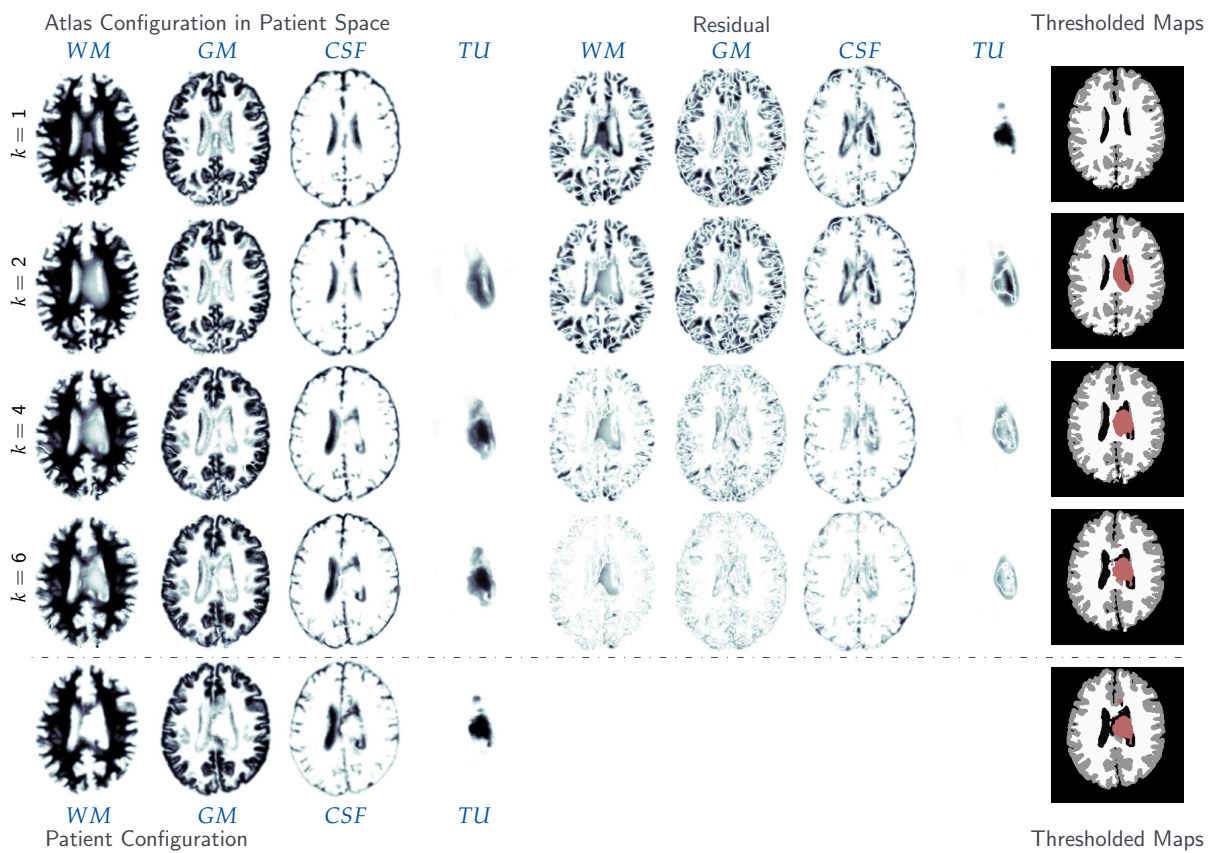 Atlas Configuration in Patient Space Residual Thresholded Maps
WM GM CSF TU WM GM CSF TU
k = 1
k = 2
k = 4
k = 6
WM GM CSF TU
Patient Configuration Thresholded Maps